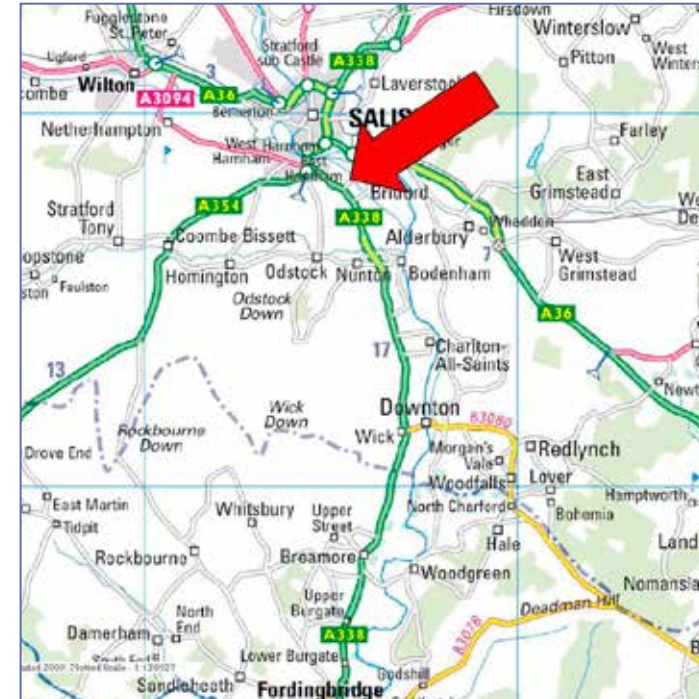 Fugglestone
St. Peter
Ugford
Wilton
A3094
A36
3
Bemerton
Stratford
sub Castle
A338
Laverstock
Firsdown
Winterslow
Pitton
West
Netherhampton
West Harnham
Harnham
East
SALIS
Farley
East
Grimstead
Stratford
Tony
A354
Coombe Bissett
Homington
Odstock
Nunton
Bodenham
A338
Alderbury
Whaddon
7
West
Grimstead
Faulston
Odstock
Down
A36
13
17
Charlton-
All-Saints
Wick
Down
Downton
B3080
Wick
Rockbourne
Down
Morgan's
Vale
Redlynch
Drove End
Woodfalls
Lover
East Martin
Tidpit
Whitsbury
Upper
Street
North Charford
Bohemia
Hamptworth
Rockbourne
Breamore
Hale
Land
Woodgreen
Nomansla
Upper
Burgate
North
End
Damerham
A338
Deadman Hill
B3078
Lower Burgate
Sandleheath
Fordingbridge
Godshill